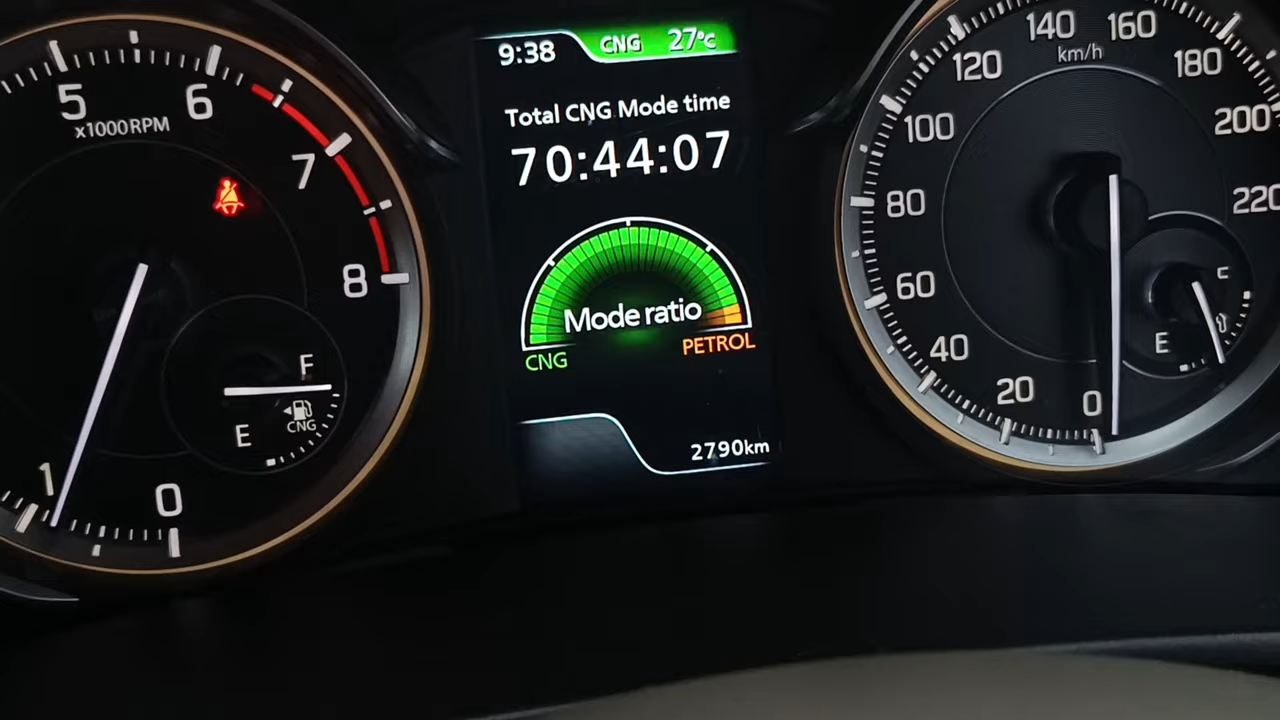 5
6
7
8
x1000RPM
1
0
F
E
CNG
9:38
CNG 27°C
Total CNG Mode time
70:44:07
Mode ratio
CNG
PETROL
2790km
0
20
40
60
80
100
120
140
160
180
200
220
km/h
E